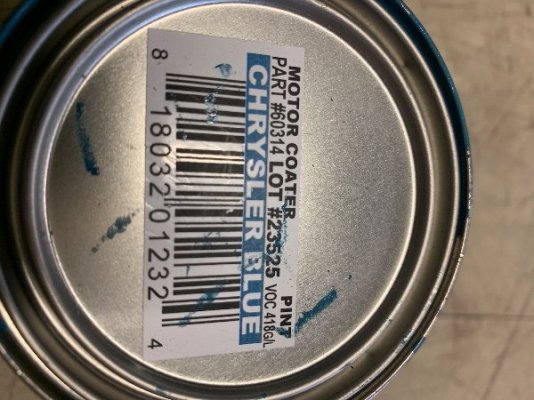 MOTOR COATER PINT
PART #60314 LOT #23525 VOC 418G/L
CHRYSLER BLUE
8 18032 01232 4